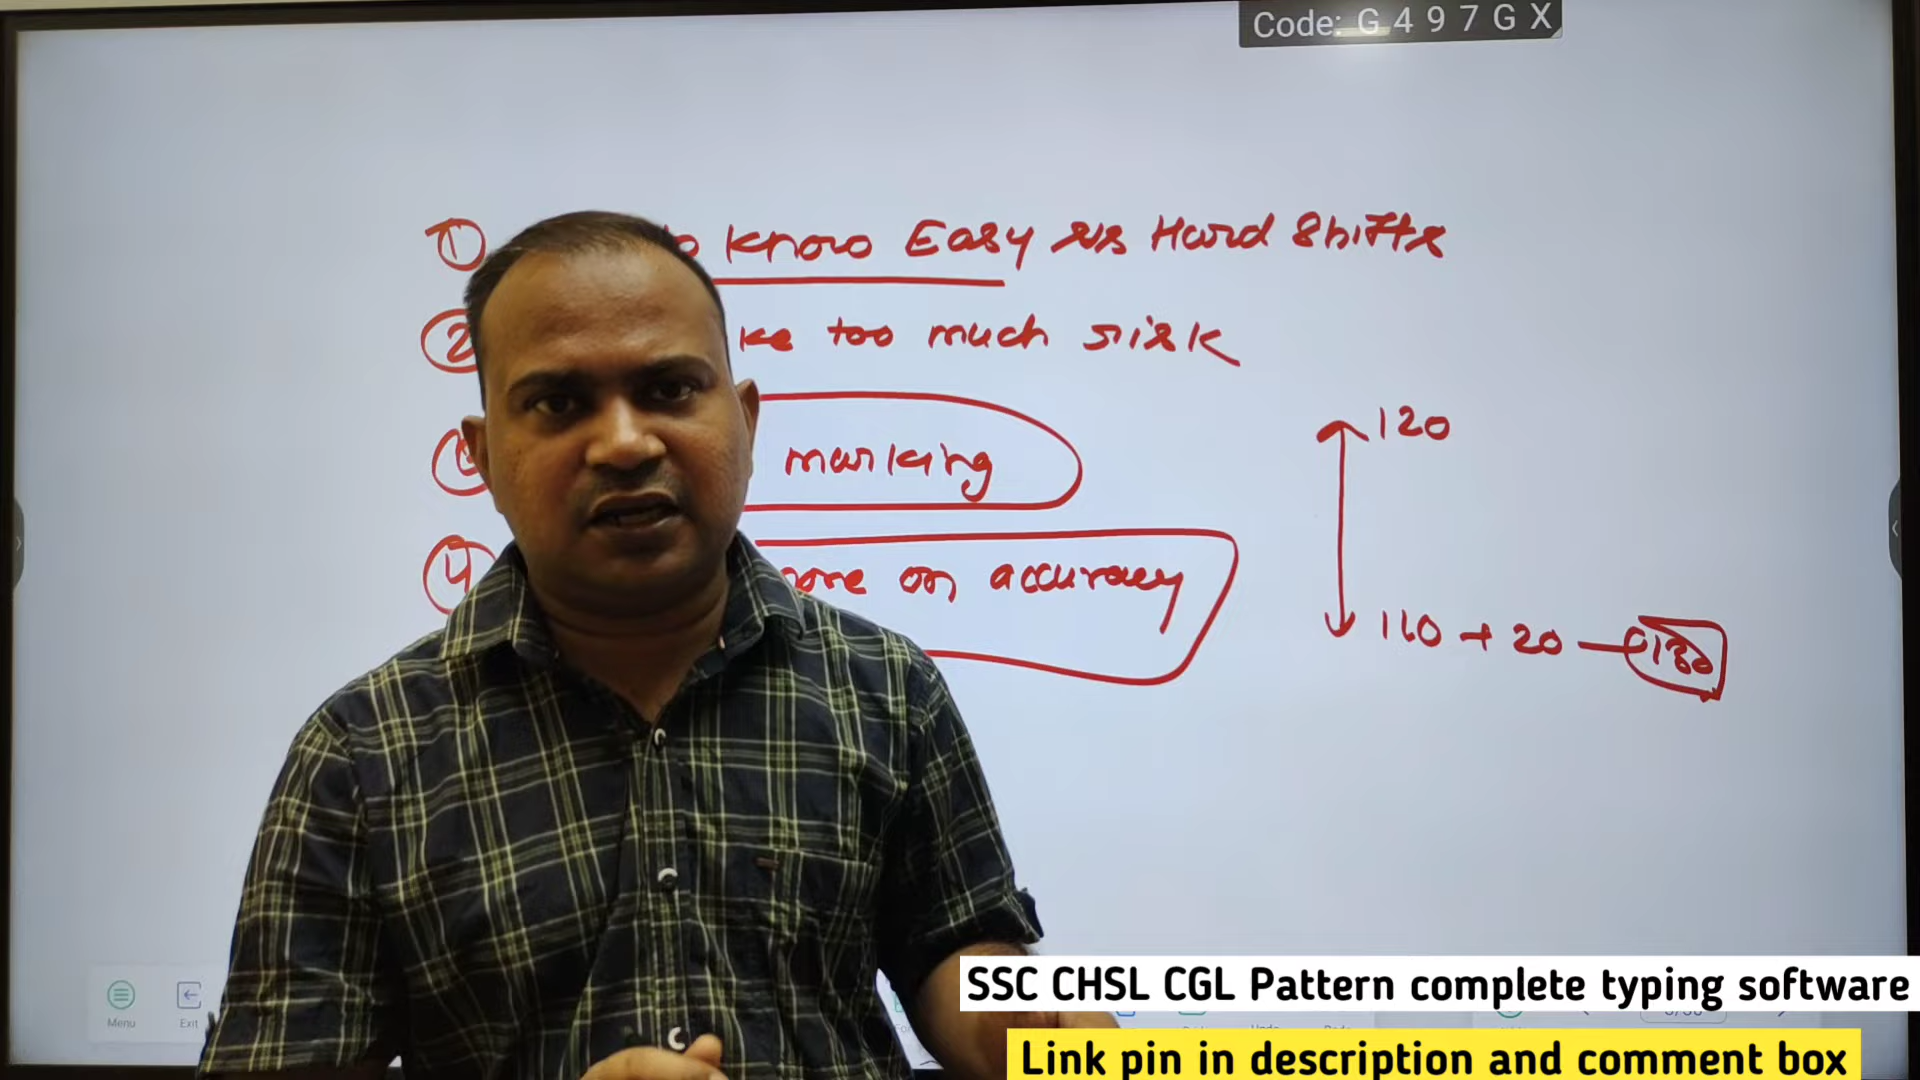 Code: G 4 9 7 G X
1 to know Easy vs Hard Shifts
2 ke too much risk
marking
4 more on accuracy
120
110 + 20 — 130
Menu
Exit
SSC CHSL CGL Pattern complete typing software
Link pin in description and comment box